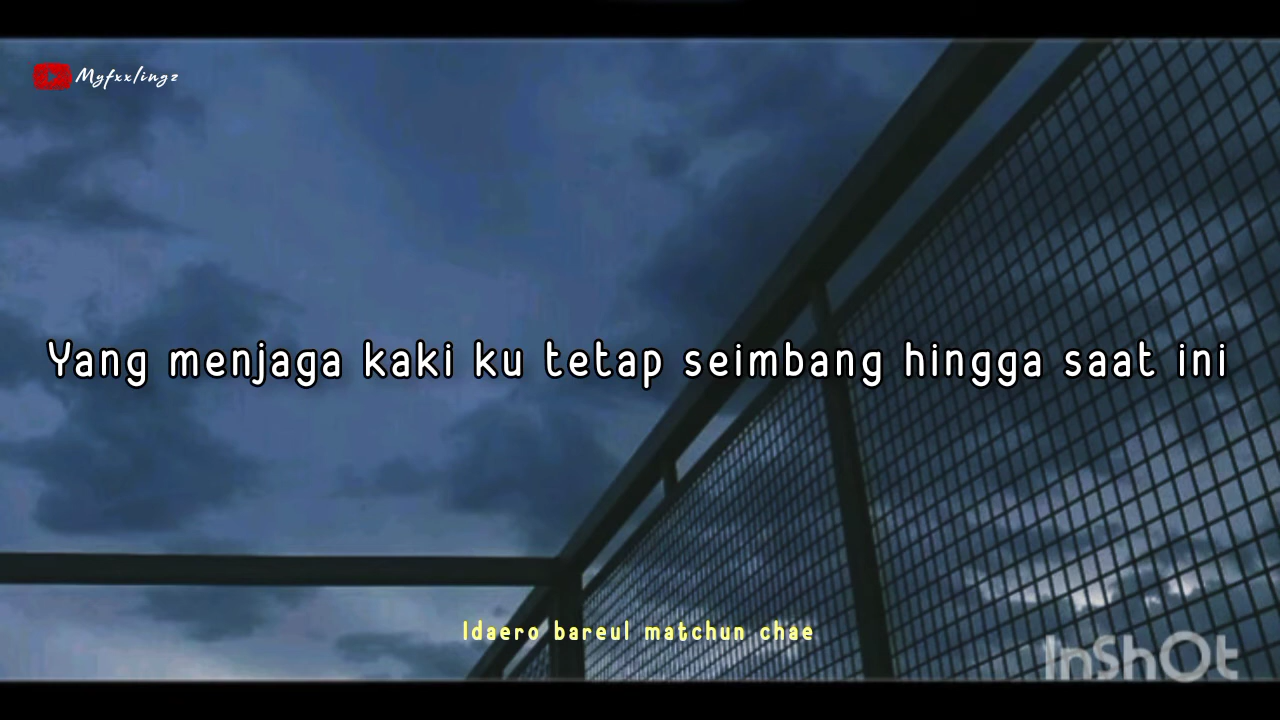 Myfxxlingz
Yang menjaga kaki ku tetap seimbang hingga saat ini
Idaero bareul matchun chae
InShOt